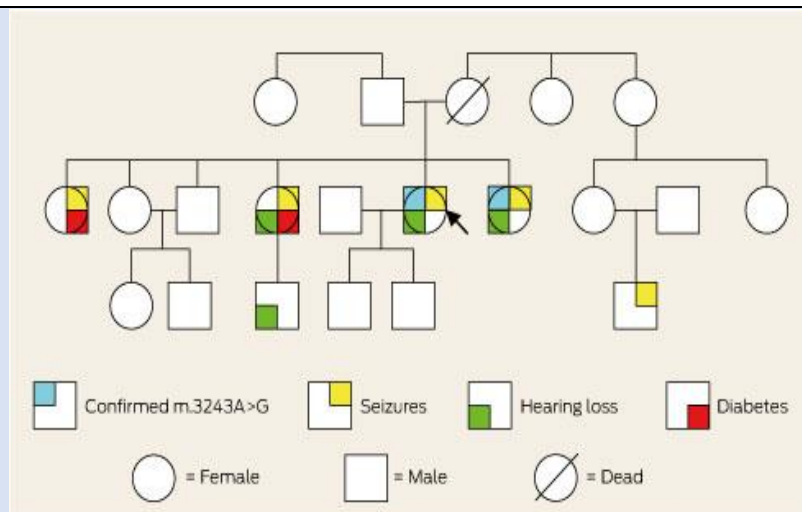 Confirmed m.3243A>G
Seizures
Hearing loss
Diabetes
= Female
= Male
= Dead